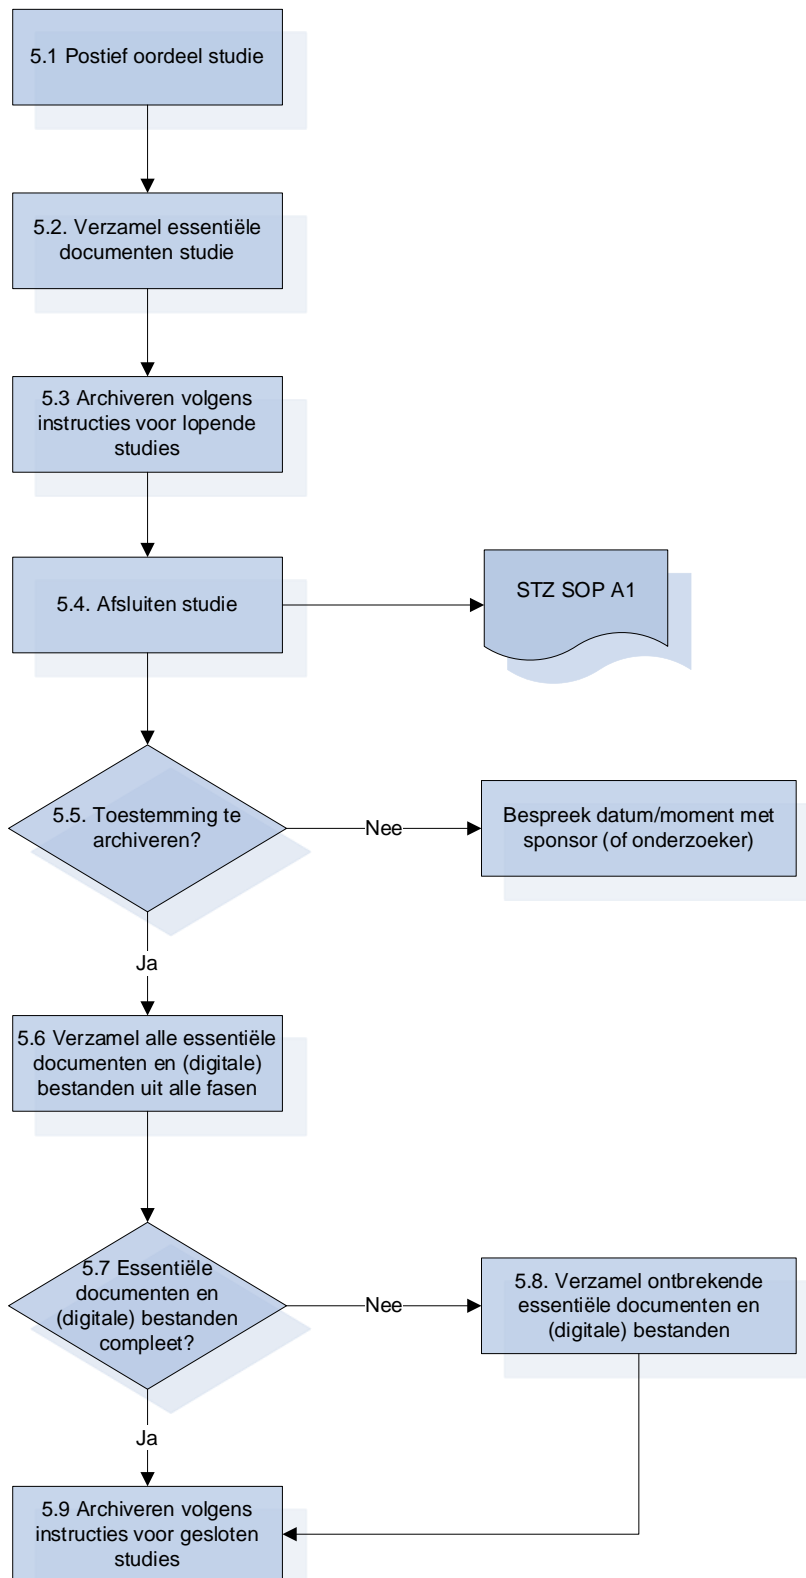 5.1 Postief oordeel studie
5.2. Verzamel essentiële
documenten studie
5.3 Archiveren volgens
instructies voor lopende
studies
5.4. Afsluiten studie
STZ SOP A1
5.5. Toestemming te
archiveren?
Nee
Bespreek datum/moment met
sponsor (of onderzoeker)
Ja
5.6 Verzamel alle essentiële
documenten en (digitale)
bestanden uit alle fasen
5.7 Essentiële
documenten en
(digitale) bestanden
compleet?
Nee
5.8. Verzamel ontbrekende
essentiële documenten en
(digitale) bestanden
Ja
5.9 Archiveren volgens
instructies voor gesloten
studies